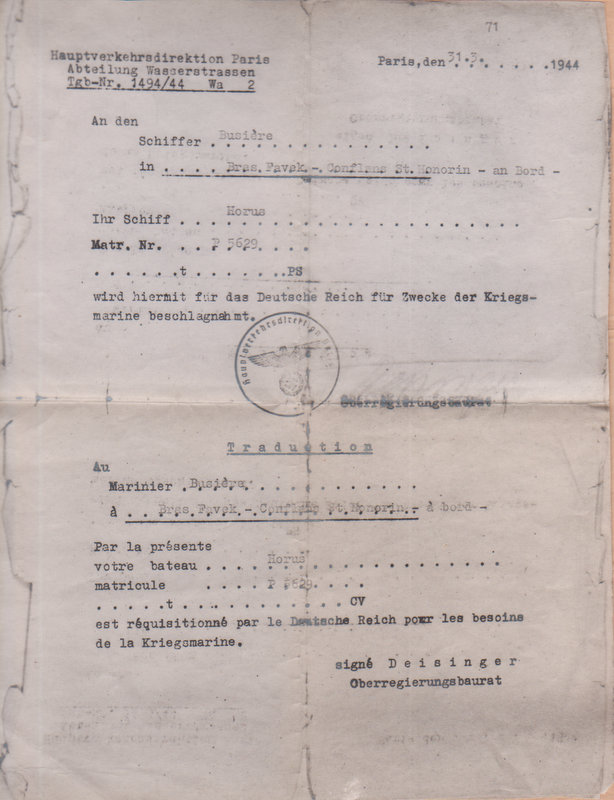 71
Hauptverkehrsdirektion Paris
Abteilung Wasserstrassen
Tgb-Nr. 1494/44 Wa 2
Paris, den 31.3. . . . . . . 1944
An den
Schiffer . Busière . . . . . . . . . . . . . .
in . . . . Bras. Favek - Conflans St. Honorin - an Bord -
Ihr Schiff . . . . Horus . . . . . . . . . . . . . . . . . . . . .
Matr. Nr. . . . P 5629 . . . .
. . . . . . t . . . . . . . . PS
wird hiermit für das Deutsche Reich für Zwecke der Kriegs-
marine beschlagnahmt.
Hauptverkehrsdirektion
Oberregierungsbaurat
Traduction
Au
Marinier . Busière . . . . . . . . . . . . . .
à . . . Bras. Favek - Conflans St. Honorin - à bord -
Par la présente
votre bateau . . . . . Horus . . . . . . . . . . . . . . . .
matricule . . . . . P 5629 . . . .
. . . . . . t . . . . . . . . . . . . . CV
est réquisitionné par le Deutsche Reich pour les besoins
de la Kriegsmarine.
signé Deisinger
Oberregierungsbaurat